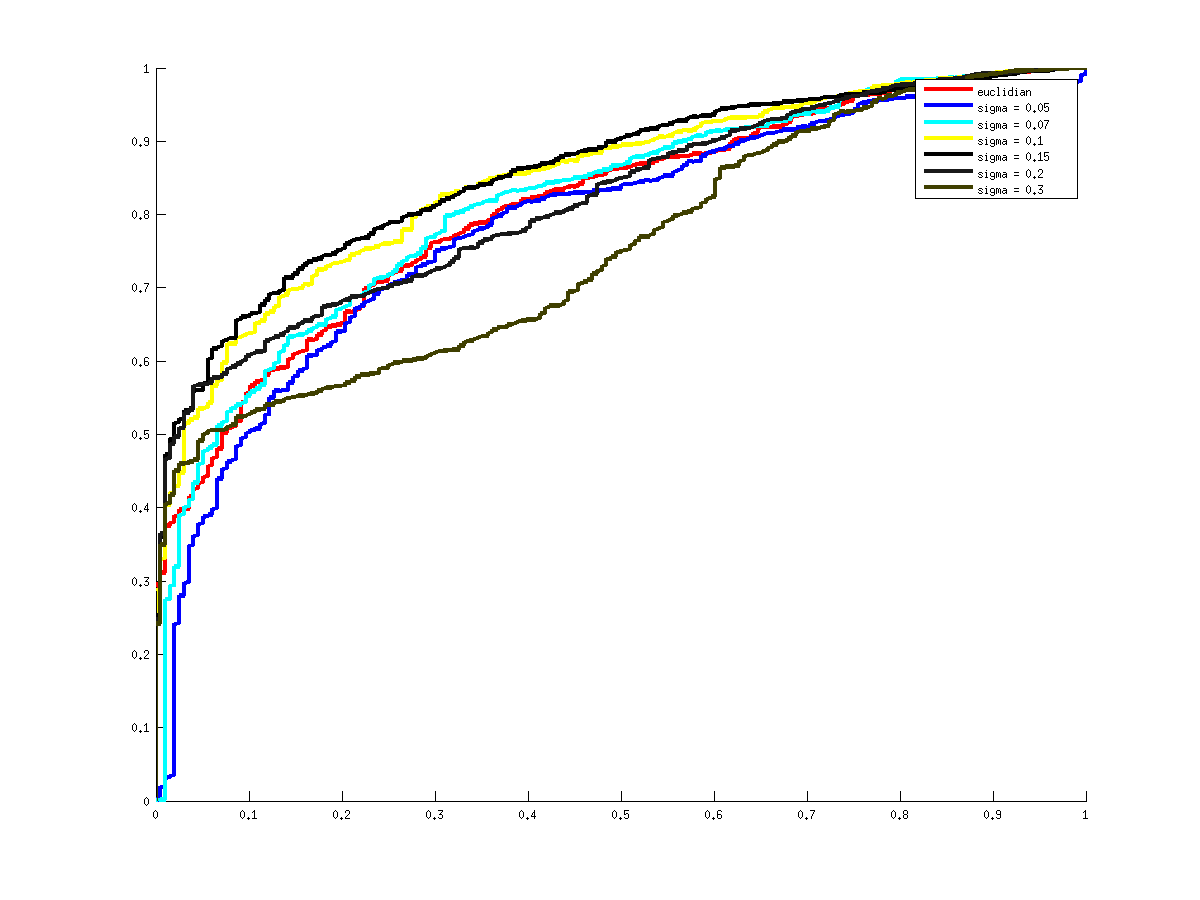 1
0.9
0.8
0.7
0.6
0.5
0.4
0.3
0.2
0.1
0
0 0.1 0.2 0.3 0.4 0.5 0.6 0.7 0.8 0.9 1
euclidian
sigma = 0.05
sigma = 0.07
sigma = 0.1
sigma = 0.15
sigma = 0.2
sigma = 0.3